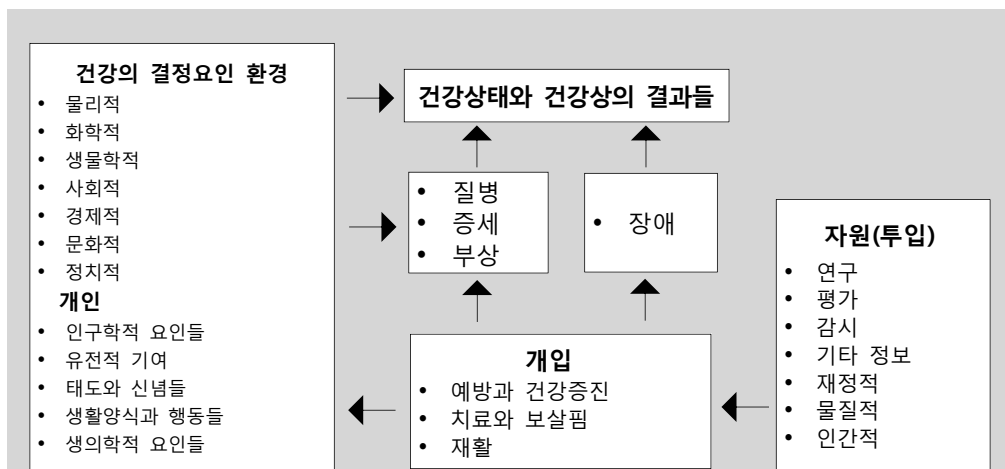 건강의 결정요인 환경
• 물리적
• 화학적
• 생물학적
• 사회적
• 경제적
• 문화적
• 정치적
개인
• 인구학적 요인들
• 유전적 기여
• 태도와 신념들
• 생활양식과 행동들
• 생의학적 요인들
건강상태와 건강상의 결과들
• 질병
• 증세
• 부상
• 장애
개입
• 예방과 건강증진
• 치료와 보살핌
• 재활
자원(투입)
• 연구
• 평가
• 감시
• 기타 정보
• 재정적
• 물질적
• 인간적